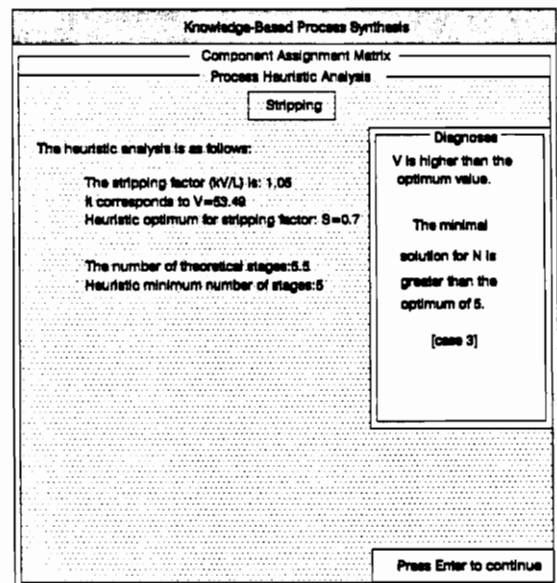 Knowledge-Based Process Synthesis
Component Assignment Matrix
Process Heuristic Analysis
Stripping
The heuristic analysis is as follows:
The stripping factor (kV/L) is: 1.05
It corresponds to V=53.49
Heuristic optimum for stripping factor: S=0.7
The number of theoretical stages:5.5
Heuristic minimum number of stages:5
Diagnoses
V is higher than the
optimum value.
The minimal
solution for N is
greater than the
optimum of 5.
[case 3]
Press Enter to continue